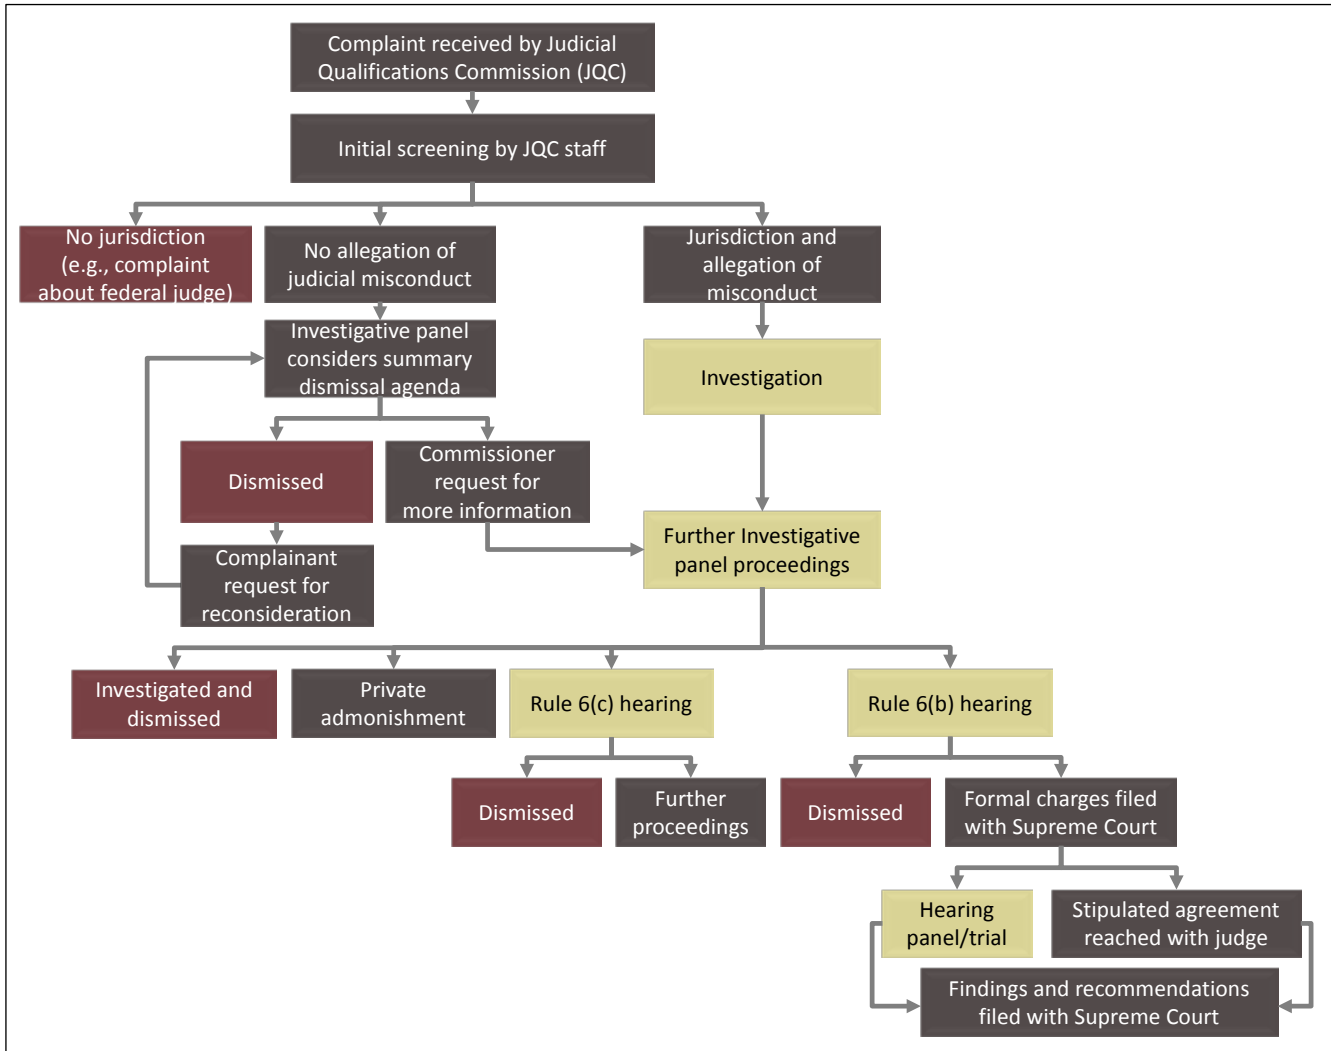 Complaint received by Judicial
Qualifications Commission (JQC)
Initial screening by JQC staff
No jurisdiction
(e.g., complaint
about federal judge)
No allegation of
judicial misconduct
Jurisdiction and
allegation of
misconduct
Investigative panel
considers summary
dismissal agenda
Investigation
Dismissed
Commissioner
request for
more information
Complainant
request for
reconsideration
Further Investigative
panel proceedings
Investigated and
dismissed
Private
admonishment
Rule 6(c) hearing
Rule 6(b) hearing
Dismissed
Further
proceedings
Dismissed
Formal charges filed
with Supreme Court
Hearing
panel/trial
Stipulated agreement
reached with judge
Findings and recommendations
filed with Supreme Court